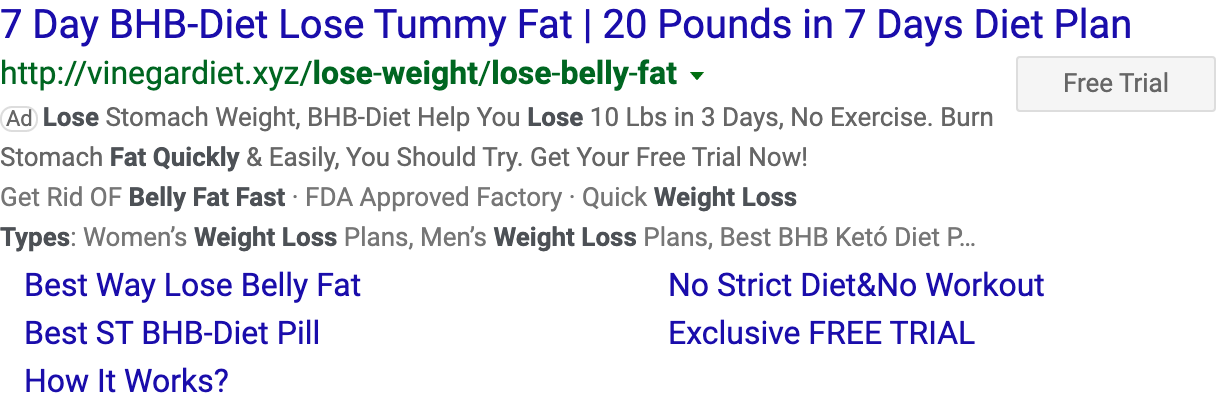 7 Day BHB-Diet Lose Tummy Fat | 20 Pounds in 7 Days Diet Plan
http://vinegardiet.xyz/lose-weight/lose-belly-fat
Free Trial
Ad Lose Stomach Weight, BHB-Diet Help You Lose 10 Lbs in 3 Days, No Exercise. Burn
Stomach Fat Quickly & Easily, You Should Try. Get Your Free Trial Now!
Get Rid OF Belly Fat Fast · FDA Approved Factory · Quick Weight Loss
Types: Women’s Weight Loss Plans, Men’s Weight Loss Plans, Best BHB Ketó Diet P...
Best Way Lose Belly Fat
No Strict Diet&No Workout
Best ST BHB-Diet Pill
Exclusive FREE TRIAL
How It Works?